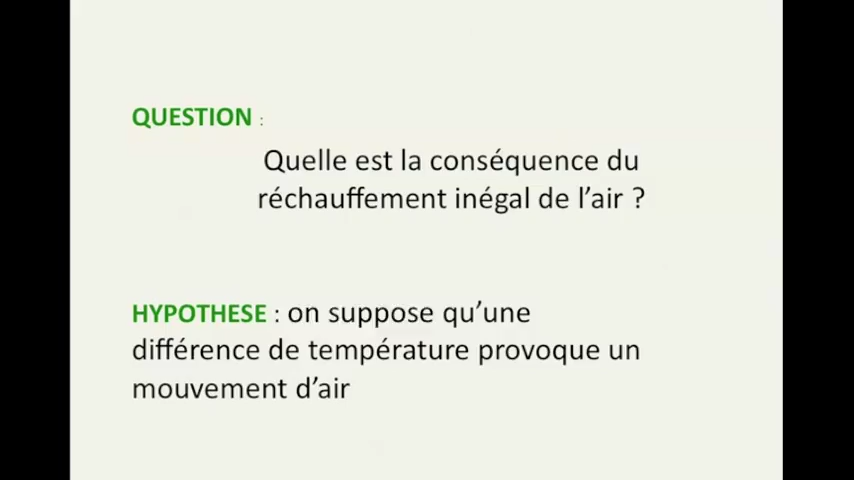 QUESTION :
Quelle est la conséquence du
réchauffement inégal de l’air ?
HYPOTHESE : on suppose qu’une
différence de température provoque un
mouvement d’air